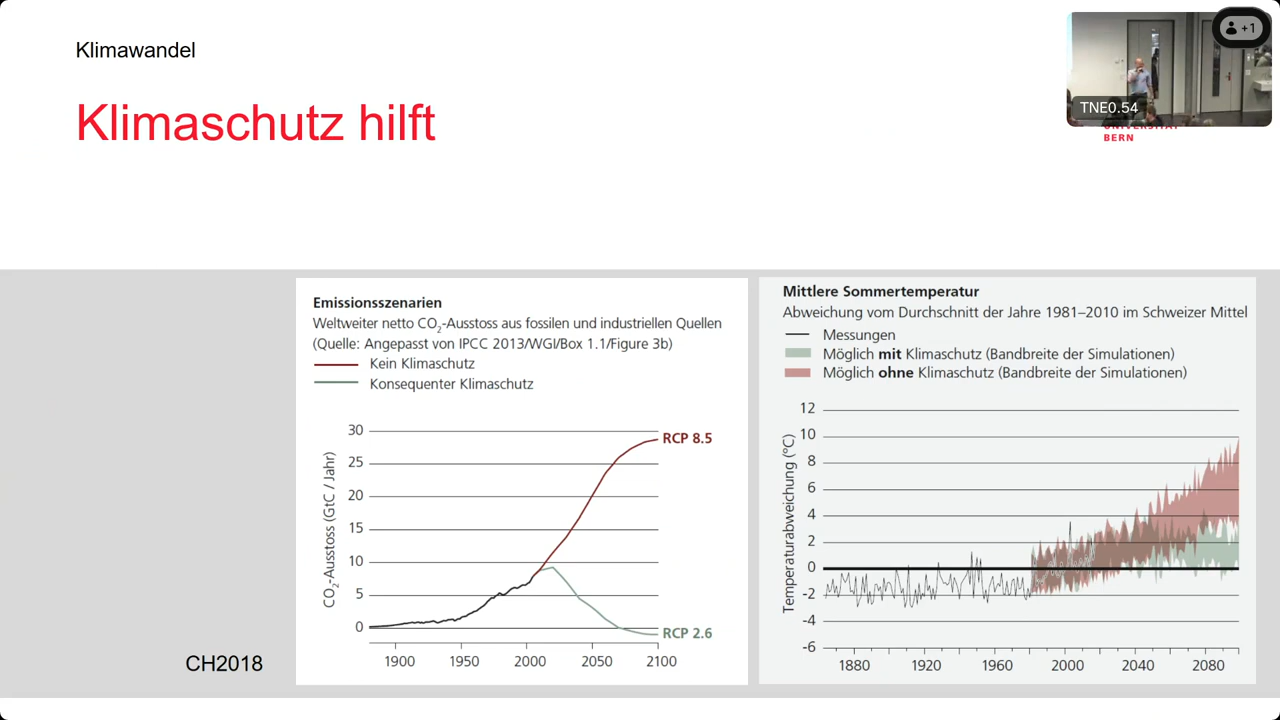 Klimawandel
Klimaschutz hilft
+1
TNE0.54
UNIVERSITÄT
BERN
Emissionsszenarien
Weltweiter netto CO2-Ausstoss aus fossilen und industriellen Quellen
(Quelle: Angepasst von IPCC 2013/WGI/Box 1.1/Figure 3b)
Kein Klimaschutz
Konsequenter Klimaschutz
CO2-Ausstoss (GtC / Jahr)
30
25
20
15
10
5
0
RCP 8.5
RCP 2.6
1900 1950 2000 2050 2100
Mittlere Sommertemperatur
Abweichung vom Durchschnitt der Jahre 1981–2010 im Schweizer Mittel
Messungen
Möglich mit Klimaschutz (Bandbreite der Simulationen)
Möglich ohne Klimaschutz (Bandbreite der Simulationen)
Temperaturabweichung (°C)
12
10
8
6
4
2
0
-2
-4
-6
1880 1920 1960 2000 2040 2080
CH2018